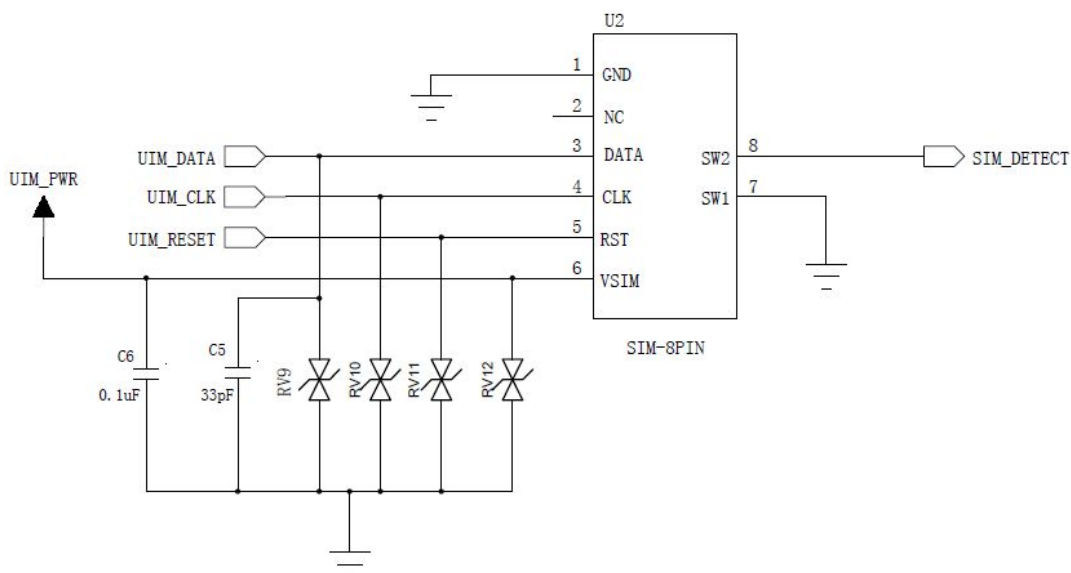 U2
1
GND
2
NC
UIM_DATA
3
DATA
SW2
8
SIM_DETECT
UIM_PWR
UIM_CLK
4
CLK
SW1
7
UIM_RESET
5
RST
6
VSIM
SIM-8PIN
C6
0.1uF
C5
33pF
RV9
RV10
RV11
RV12